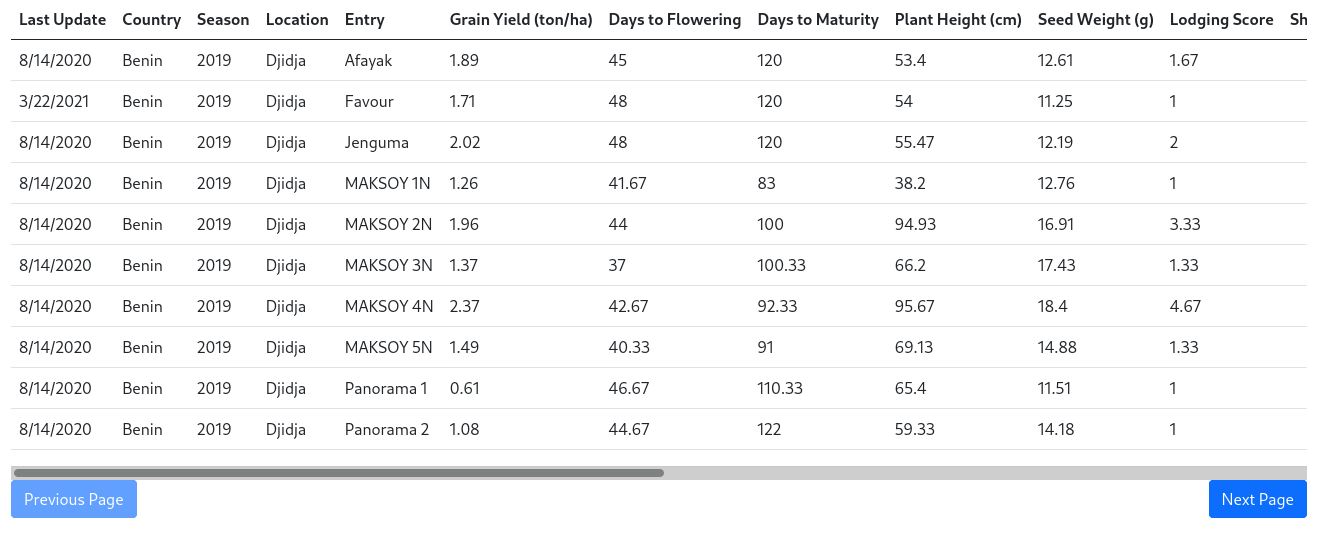 Last Update Country Season Location Entry Grain Yield (ton/ha) Days to Flowering Days to Maturity Plant Height (cm) Seed Weight (g) Lodging Score Sh
8/14/2020 Benin 2019 Djidja Afayak 1.89 45 120 53.4 12.61 1.67
3/22/2021 Benin 2019 Djidja Favour 1.71 48 120 54 11.25 1
8/14/2020 Benin 2019 Djidja Jenguma 2.02 48 120 55.47 12.19 2
8/14/2020 Benin 2019 Djidja MAKSOY 1N 1.26 41.67 83 38.2 12.76 1
8/14/2020 Benin 2019 Djidja MAKSOY 2N 1.96 44 100 94.93 16.91 3.33
8/14/2020 Benin 2019 Djidja MAKSOY 3N 1.37 37 100.33 66.2 17.43 1.33
8/14/2020 Benin 2019 Djidja MAKSOY 4N 2.37 42.67 92.33 95.67 18.4 4.67
8/14/2020 Benin 2019 Djidja MAKSOY 5N 1.49 40.33 91 69.13 14.88 1.33
8/14/2020 Benin 2019 Djidja Panorama 1 0.61 46.67 110.33 65.4 11.51 1
8/14/2020 Benin 2019 Djidja Panorama 2 1.08 44.67 122 59.33 14.18 1
Previous Page Next Page